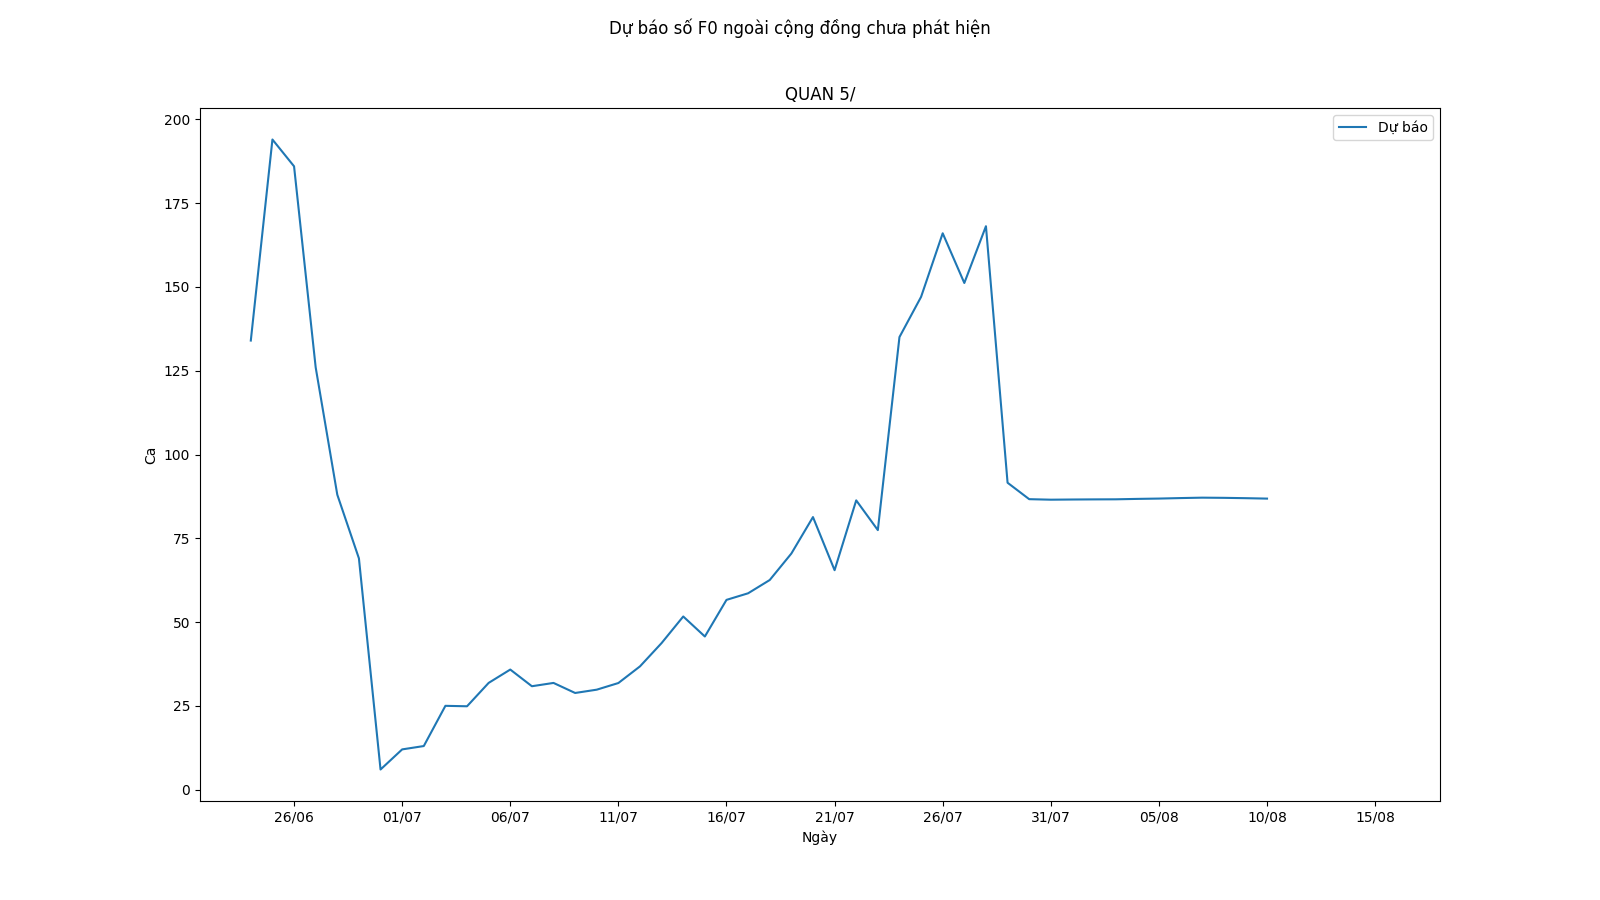 Dự báo số F0 ngoài cộng đồng chưa phát hiện
QUAN 5/
Dự báo
200
175
150
125
100
75
50
25
0
Ca
26/06 01/07 06/07 11/07 16/07 21/07 26/07 31/07 05/08 10/08 15/08
Ngày